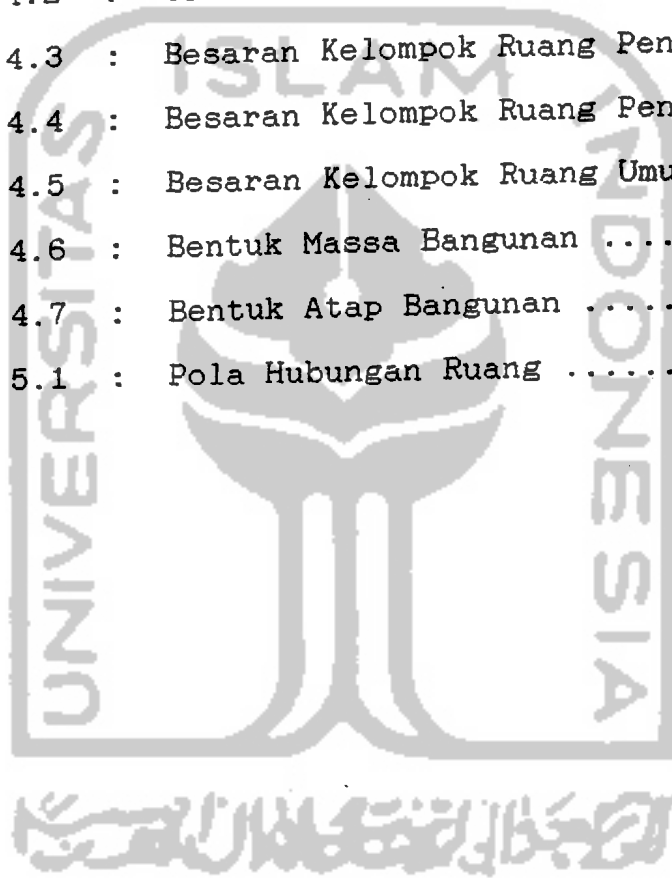 4.3 : Besaran Kelompok Ruang Pen
4.4 : Besaran Kelompok Ruang Pen
4.5 : Besaran Kelompok Ruang Umu
4.6 : Bentuk Massa Bangunan ....
4.7 : Bentuk Atap Bangunan .....
5.1 : Pola Hubungan Ruang ......
UNIVERSITAS
ISLAM
INDONESIA